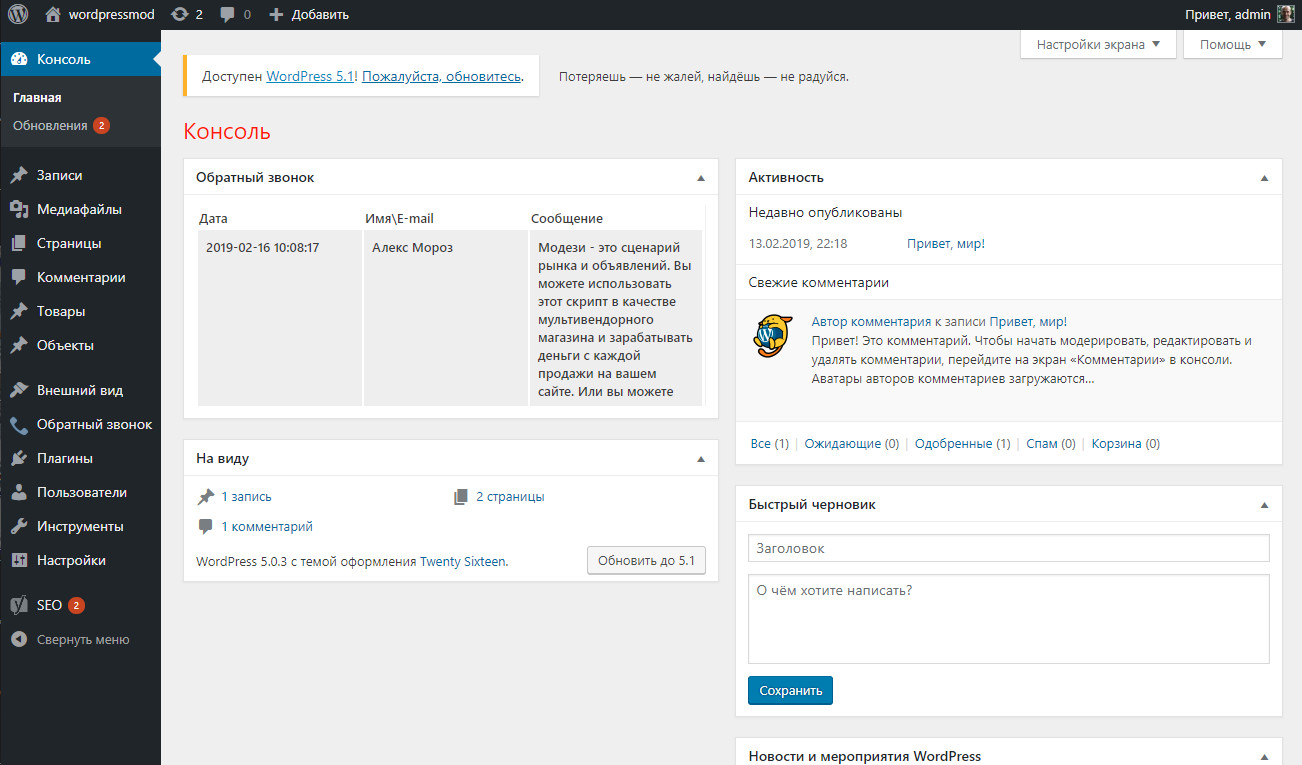 wordpressmod 2 0 Добавить Привет, admin
Консоль
Главная
Обновления 2
Записи
Медиафайлы
Страницы
Комментарии
Товары
Объекты
Внешний вид
Обратный звонок
Плагины
Пользователи
Инструменты
Настройки
SEO 2
Свернуть меню
Настройки экрана
Помощь
Доступен WordPress 5.1! Пожалуйста, обновитесь.
Потеряешь — не жалей, найдёшь — не радуйся.
Консоль
Обратный звонок
Дата Имя\E-mail Сообщение
2019-02-16 10:08:17 Алекс Мороз Модези - это сценарий
рынка и объявлений. Вы
можете использовать
этот скрипт в качестве
мультивендорного
магазина и зарабатывать
деньги с каждой
продажи на вашем
сайте. Или вы можете
На виду
1 запись 2 страницы
1 комментарий
WordPress 5.0.3 с темой оформления Twenty Sixteen. Обновить до 5.1
Активность
Недавно опубликованы
13.02.2019, 22:18 Привет, мир!
Свежие комментарии
Автор комментария к записи Привет, мир!
Привет! Это комментарий. Чтобы начать модерировать, редактировать и
удалять комментарии, перейдите на экран «Комментарии» в консоли.
Аватары авторов комментариев загружаются…
Все (1) | Ожидающие (0) | Одобренные (1) | Спам (0) | Корзина (0)
Быстрый черновик
Заголовок
О чём хотите написать?
Сохранить
Новости и мероприятия WordPress